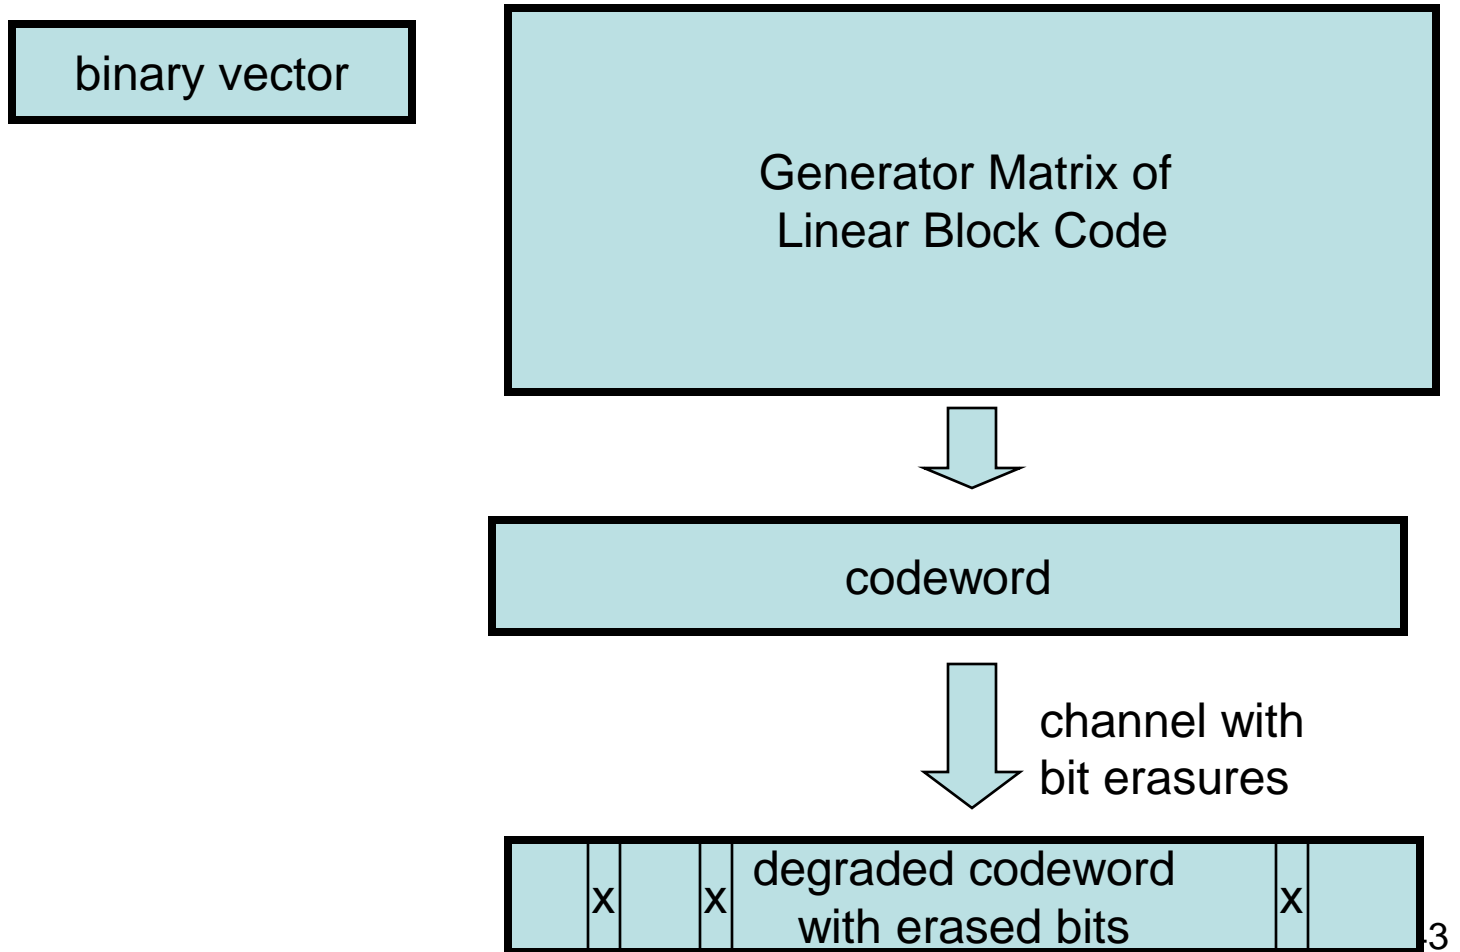 binary vector
Generator Matrix of
Linear Block Code
codeword
channel with
bit erasures
degraded codeword
x x x
with erased bits